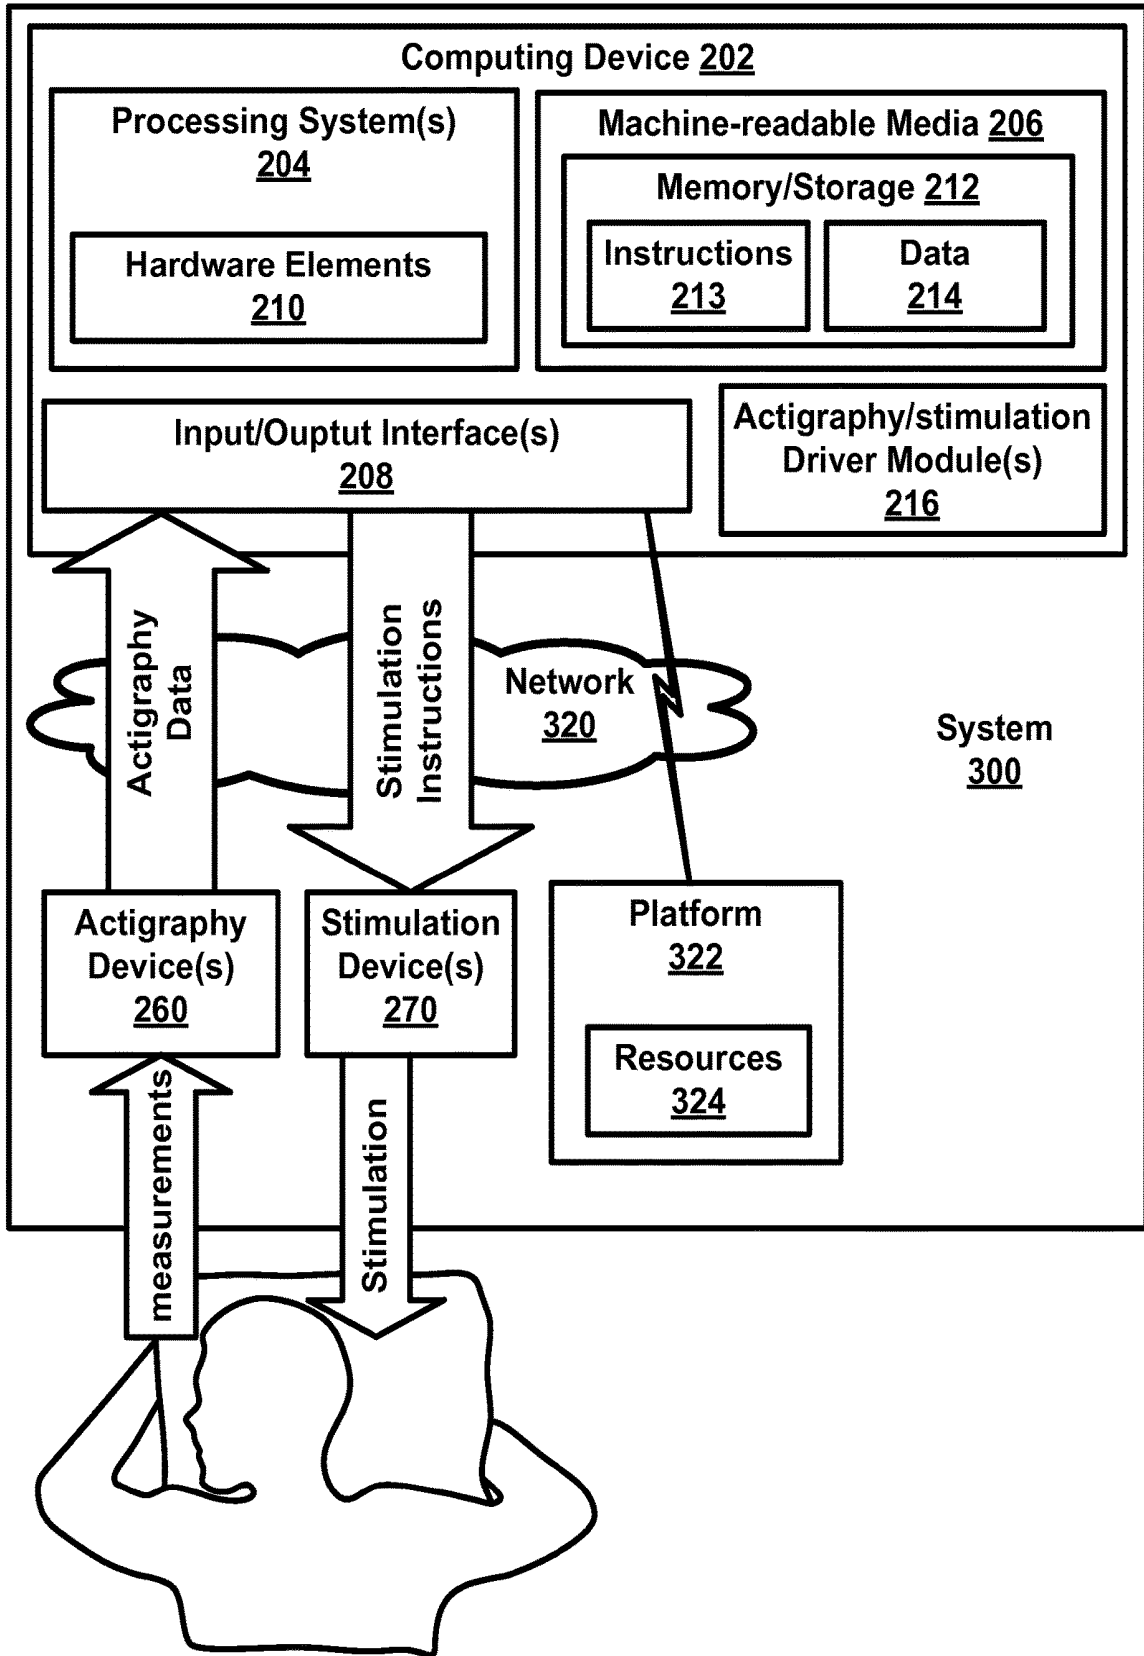 Computing Device 202
Processing System(s)
204
Hardware Elements
210
Machine-readable Media 206
Memory/Storage 212
Instructions
213
Data
214
Input/Ouptut Interface(s)
208
Actigraphy/stimulation
Driver Module(s)
216
Actigraphy
Data
Stimulation
Instructions
Network
320
System
300
Actigraphy
Device(s)
260
Stimulation
Device(s)
270
Platform
322
Resources
324
measurements
Stimulation